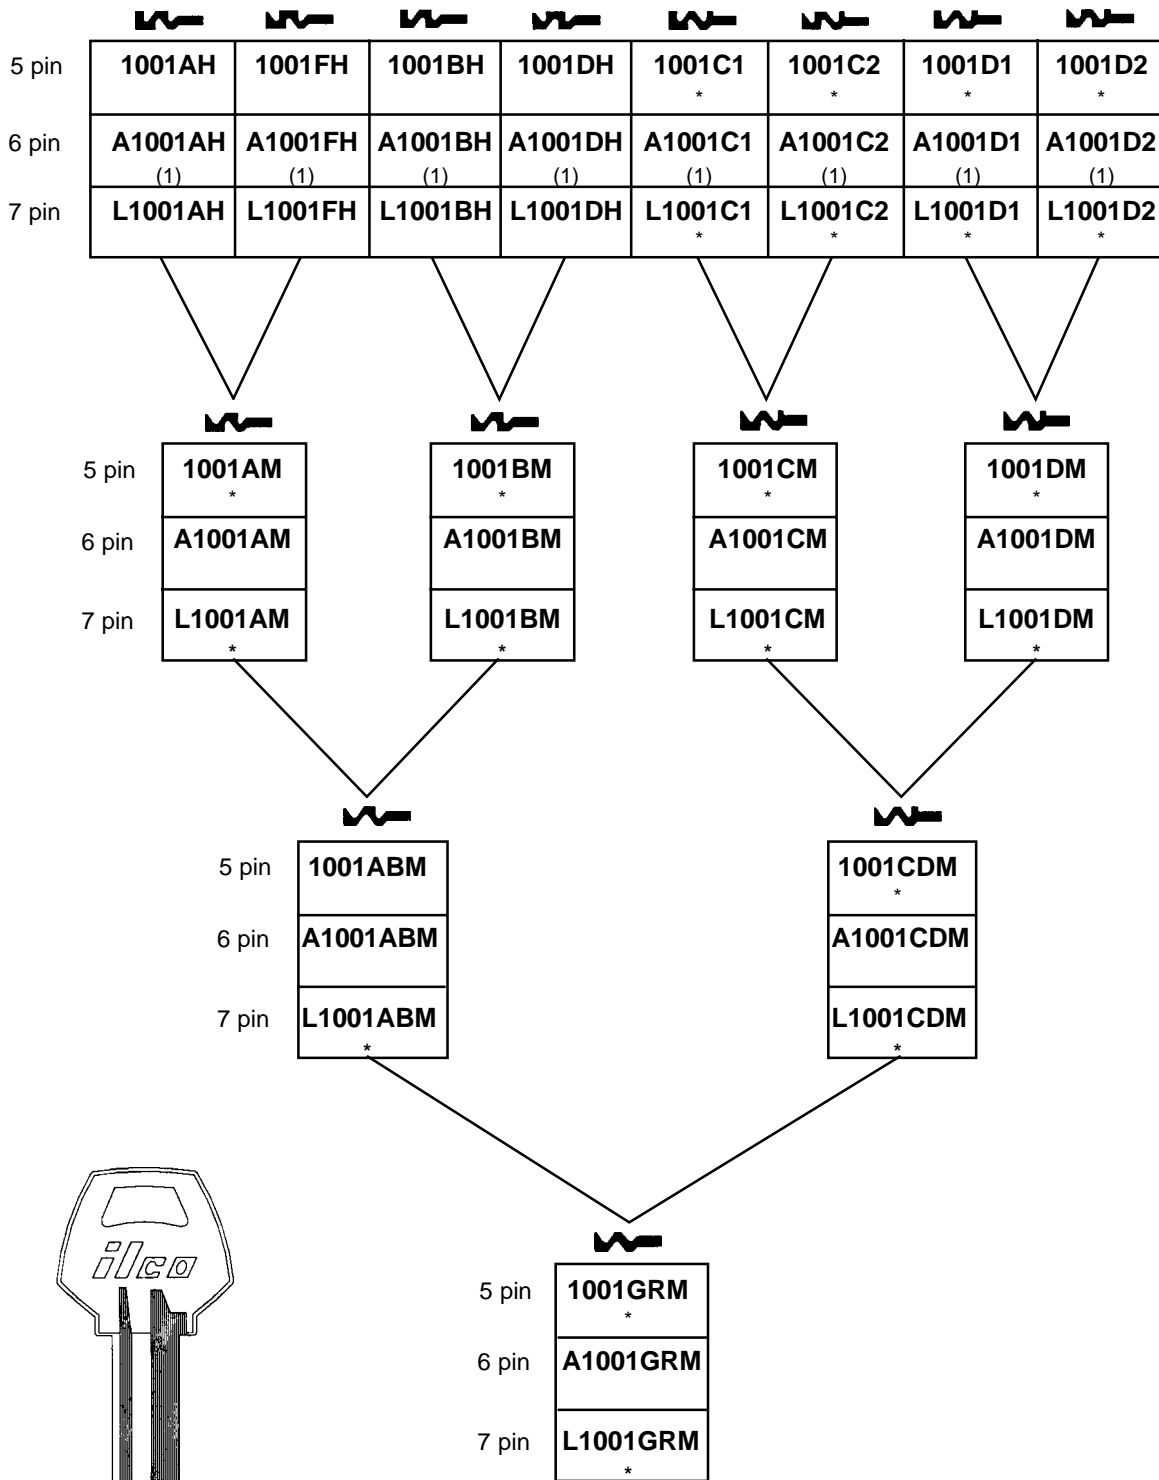 5 pin 1001AH 1001FH 1001BH 1001DH 1001C1 1001C2 1001D1 1001D2
* * * *
6 pin A1001AH A1001FH A1001BH A1001DH A1001C1 A1001C2 A1001D1 A1001D2
(1) (1) (1) (1) (1) (1) (1) (1)
7 pin L1001AH L1001FH L1001BH L1001DH L1001C1 L1001C2 L1001D1 L1001D2
* * * *
5 pin 1001AM 1001BM 1001CM 1001DM
* * * *
6 pin A1001AM A1001BM A1001CM A1001DM
7 pin L1001AM L1001BM L1001CM L1001DM
* * * *
5 pin 1001ABM 1001CDM
*
6 pin A1001ABM A1001CDM
7 pin L1001ABM L1001CDM
* *
ilco
5 pin 1001GRM
*
6 pin A1001GRM
7 pin L1001GRM
*